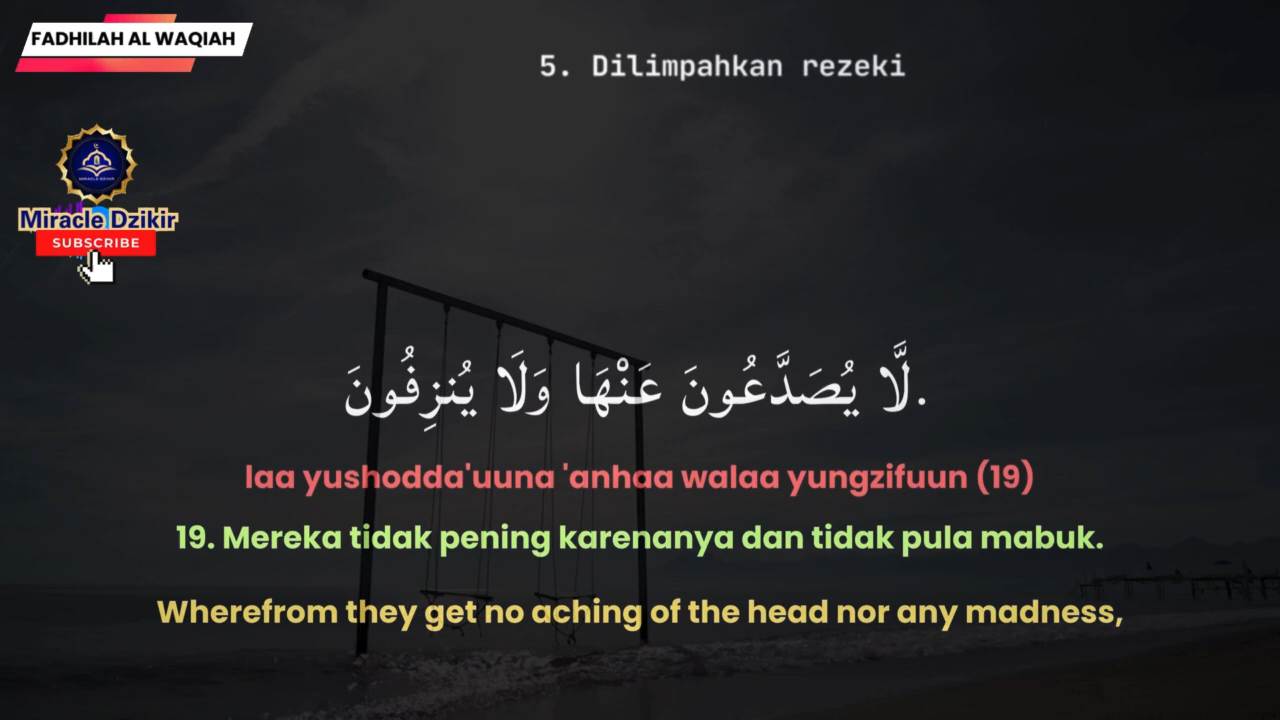 FADHILAH AL WAQIAH
5. Dilimpahkan rezeki
MIRACLE DZIKIR
Miracle Dzikir
SUBSCRIBE
لَّا يُصَدَّعُونَ عَنْهَا وَلَا يُنزِفُونَ.
laa yushodda'uuna 'anhaa walaa yungzifuun (19)
19. Mereka tidak pening karenanya dan tidak pula mabuk.
Wherefrom they get no aching of the head nor any madness,